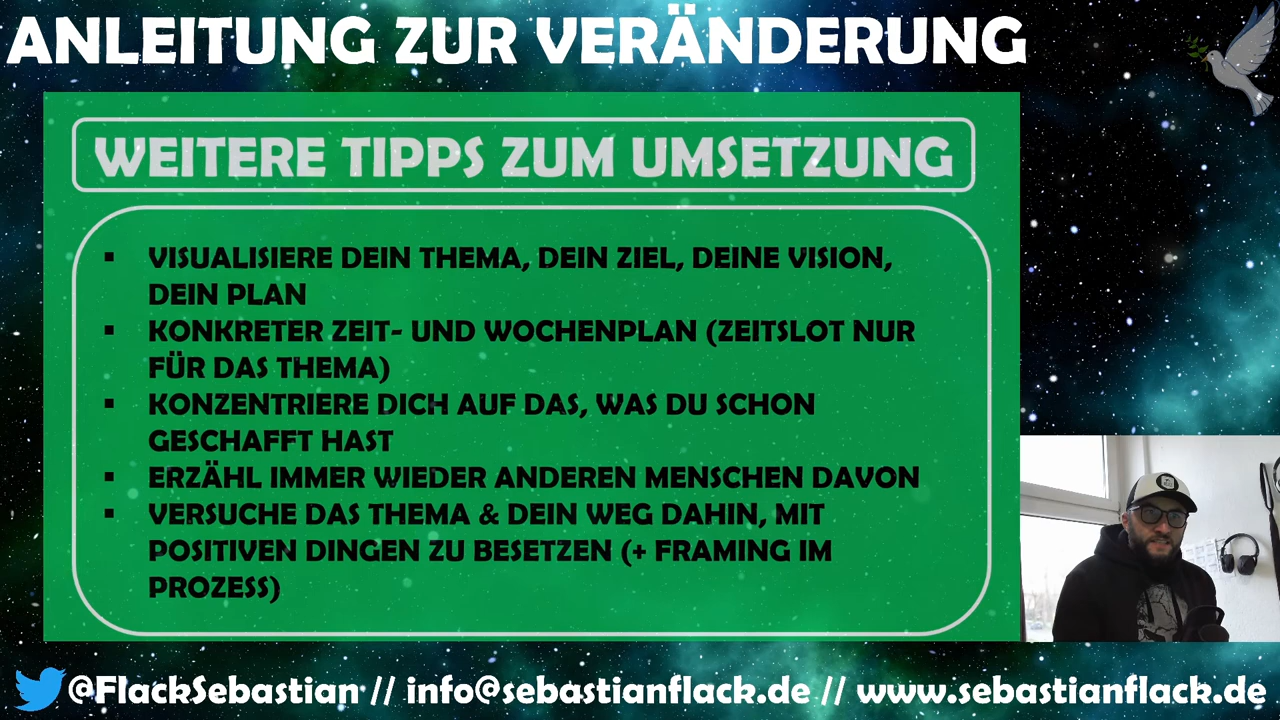 ANLEITUNG ZUR VERÄNDERUNG
WEITERE TIPPS ZUM UMSETZUNG
▪ VISUALISIERE DEIN THEMA, DEIN ZIEL, DEINE VISION,
DEIN PLAN
▪ KONKRETER ZEIT- UND WOCHENPLAN (ZEITSLOT NUR
FÜR DAS THEMA)
▪ KONZENTRIERE DICH AUF DAS, WAS DU SCHON
GESCHAFFT HAST
▪ ERZÄHL IMMER WIEDER ANDEREN MENSCHEN DAVON
▪ VERSUCHE DAS THEMA & DEIN WEG DAHIN, MIT
POSITIVEN DINGEN ZU BESETZEN (+ FRAMING IM
PROZESS)
@FlackSebastian // info@sebastianflack.de // www.sebastianflack.de